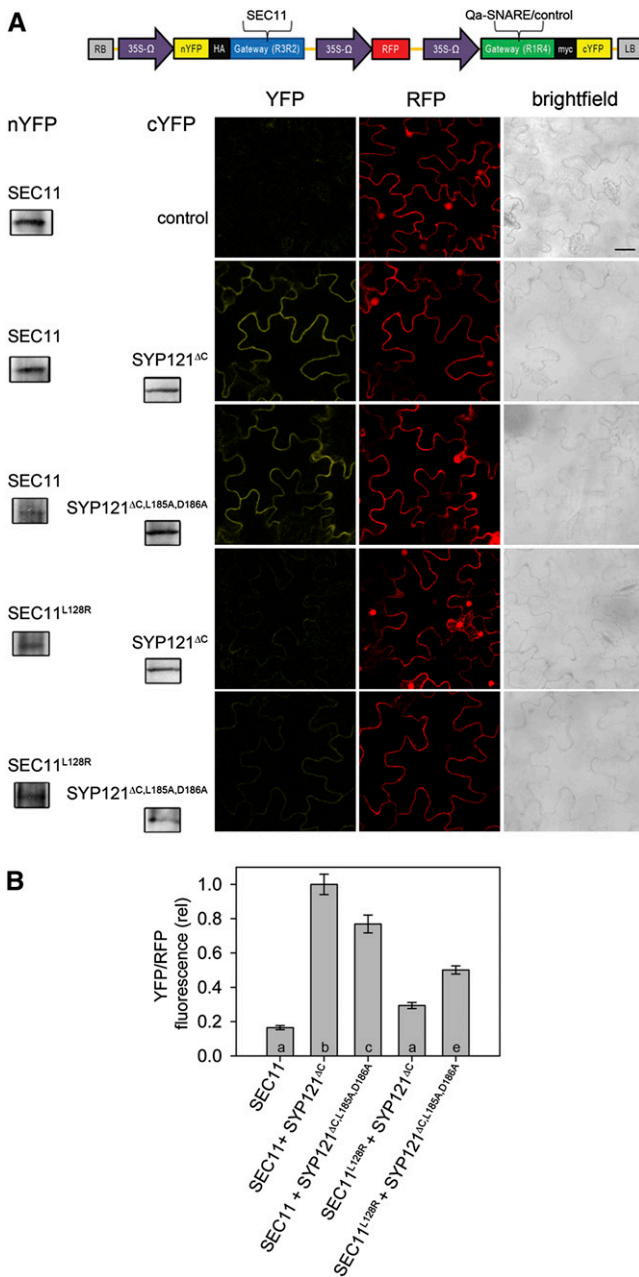 A
SEC11
Qa-SNARE/control
RB 35S-Ω nYFP HA Gateway (R3R2) 35S-Ω RFP 35S-Ω Gateway (R1R4) myc cYFP LB
nYFP cYFP YFP RFP brightfield
SEC11
control
SEC11
SYP121ΔC
SEC11
SYP121ΔC,L185A,D186A
SEC11L128R
SYP121ΔC
SEC11L128R
SYP121ΔC,L185A,D186A
B
YFP/RFP
fluorescence (rel)
1.0
0.8
0.6
0.4
0.2
0.0
a b c a e
SEC11
SEC11+ SYP121ΔC
SEC11 + SYP121ΔC,L185A,D186A
SEC11L128R + SYP121ΔC
SEC11L128R + SYP121ΔC,L185A,D186A